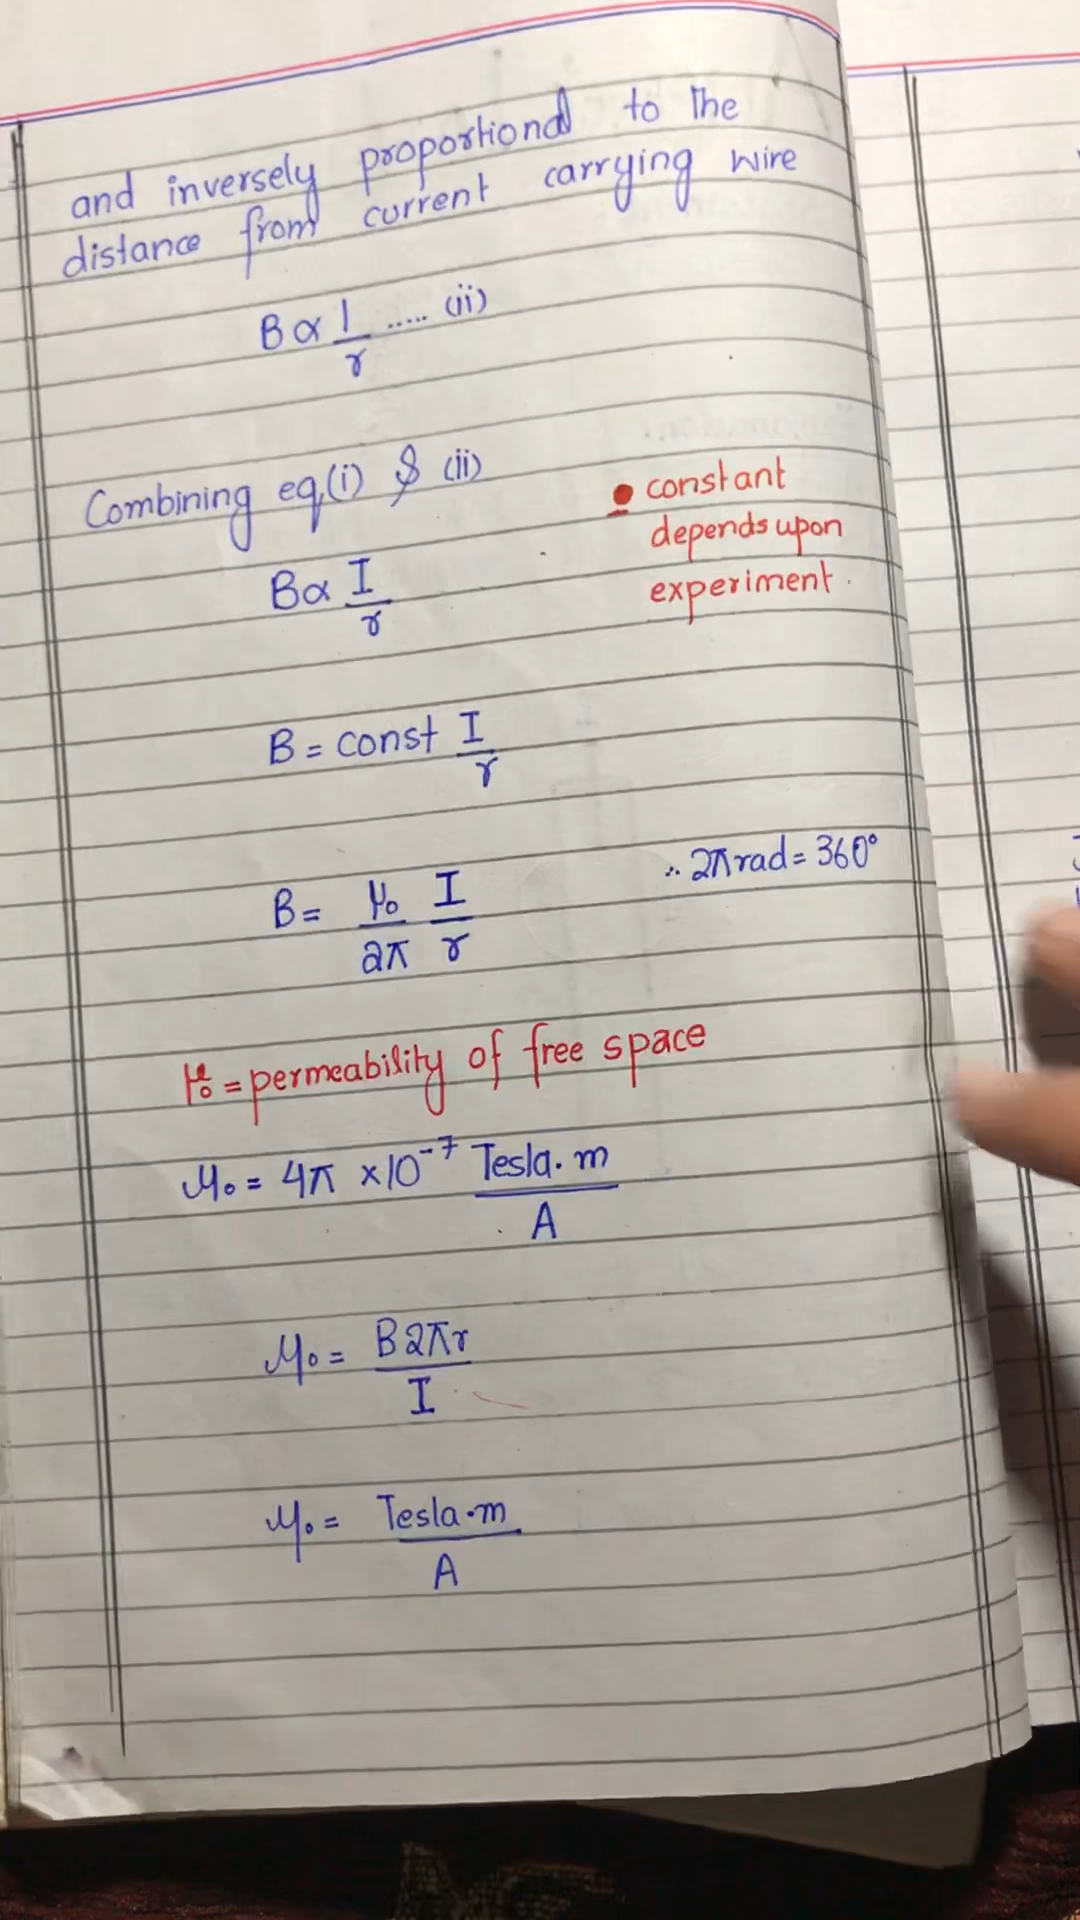 and inversely proportional to the
distance from current carrying wire
B ∝ 1/r ..... (ii)
Combining eq,(i) & (ii)
• constant
depends upon
experiment.
B ∝ I/r
B = const I/r
B = μ₀/2π I/r
∴ 2π rad = 360°
μ₀ = permeability of free space
μ₀ = 4π ×10⁻⁷ Tesla.m/A
μ₀ = B2πr/I
μ₀ = Tesla.m/A